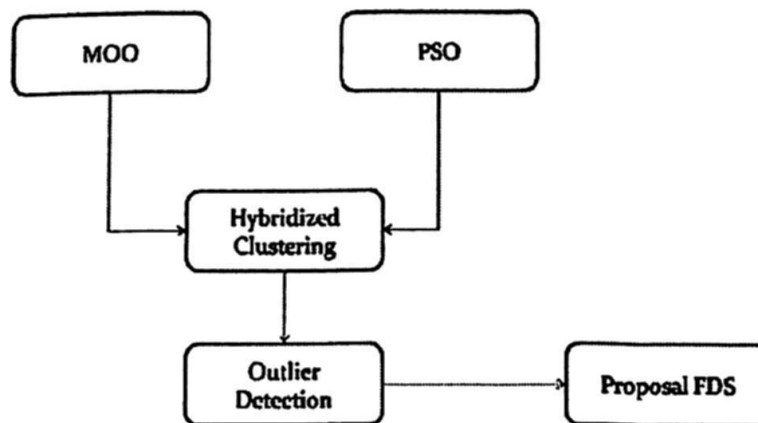 MOO
PSO
Hybridized
Clustering
Outlier
Detection
Proposal FDS